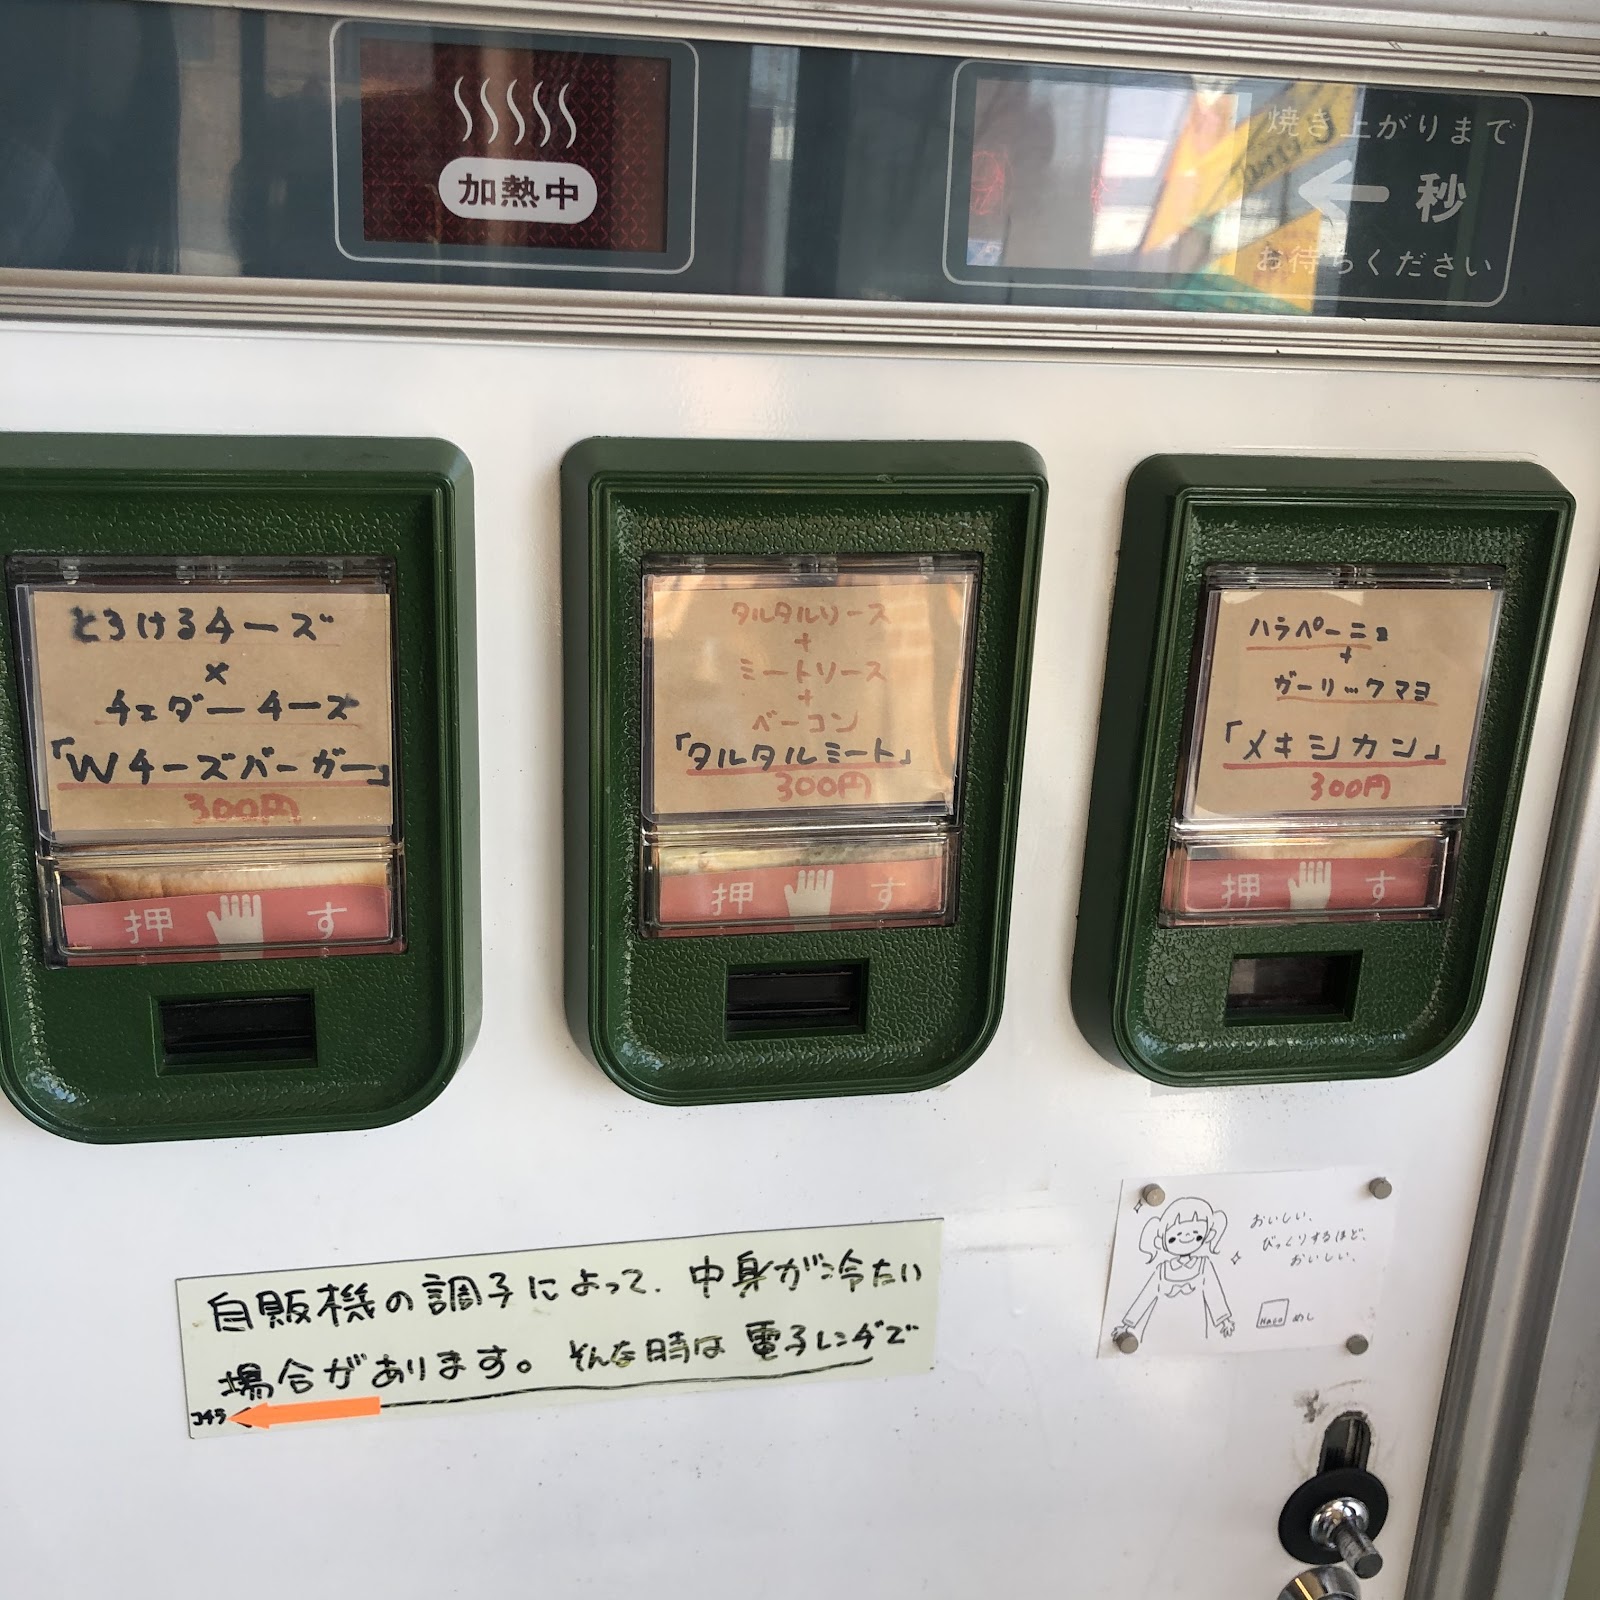 加熱中
焼き上がりまで
← 秒
お待ちください
とろけるチーズ
×
チェダーチーズ
「Wチーズバーガー」
300円
押す
タルタルソース
+
ミートソース
+
ベーコン
「タルタルミート」
300円
押す
ハラペーニョ
+
ガーリックマヨ
「メキシカン」
300円
押す
自販機の調子によって、中身が冷たい
場合があります。そんな時は電子レンヂで
コチラ
おいしい、
びっくりするほど、
おいしい。
めし